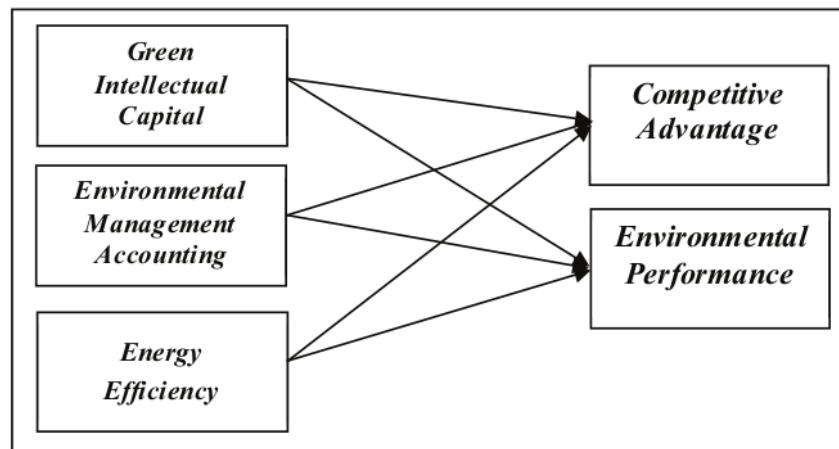 Green
Intellectual
Capital
Environmental
Management
Accounting
Energy
Efficiency
Competitive
Advantage
Environmental
Performance